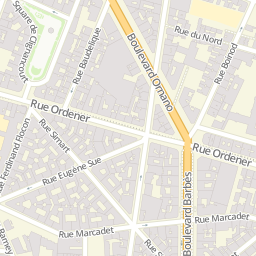 Square de Clignancourt
Rue Baudelique
Boulevard Ornano
Rue du Nord
Rue Boinod
Rue Ordener
Rue Simart
Rue Ferdinand Flocon
Rue Ordener
Rue Eugène Sue
Boulevard Barbès
Rue Marcadet
Rue Marcadet
Ramey